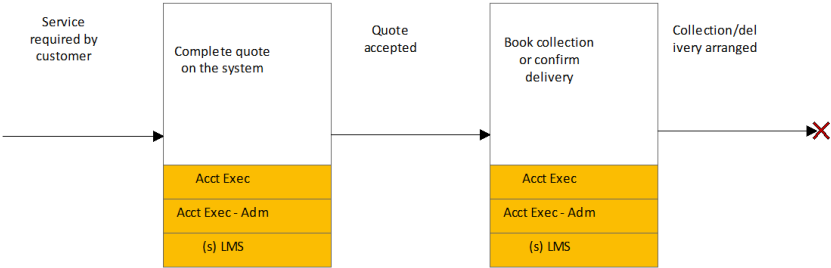 Service
required by
customer
Complete quote
on the system
Acct Exec
Acct Exec - Adm
(s) LMS
Quote
accepted
Book collection
or confirm
delivery
Acct Exec
Acct Exec - Adm
(s) LMS
Collection/del
ivery arranged